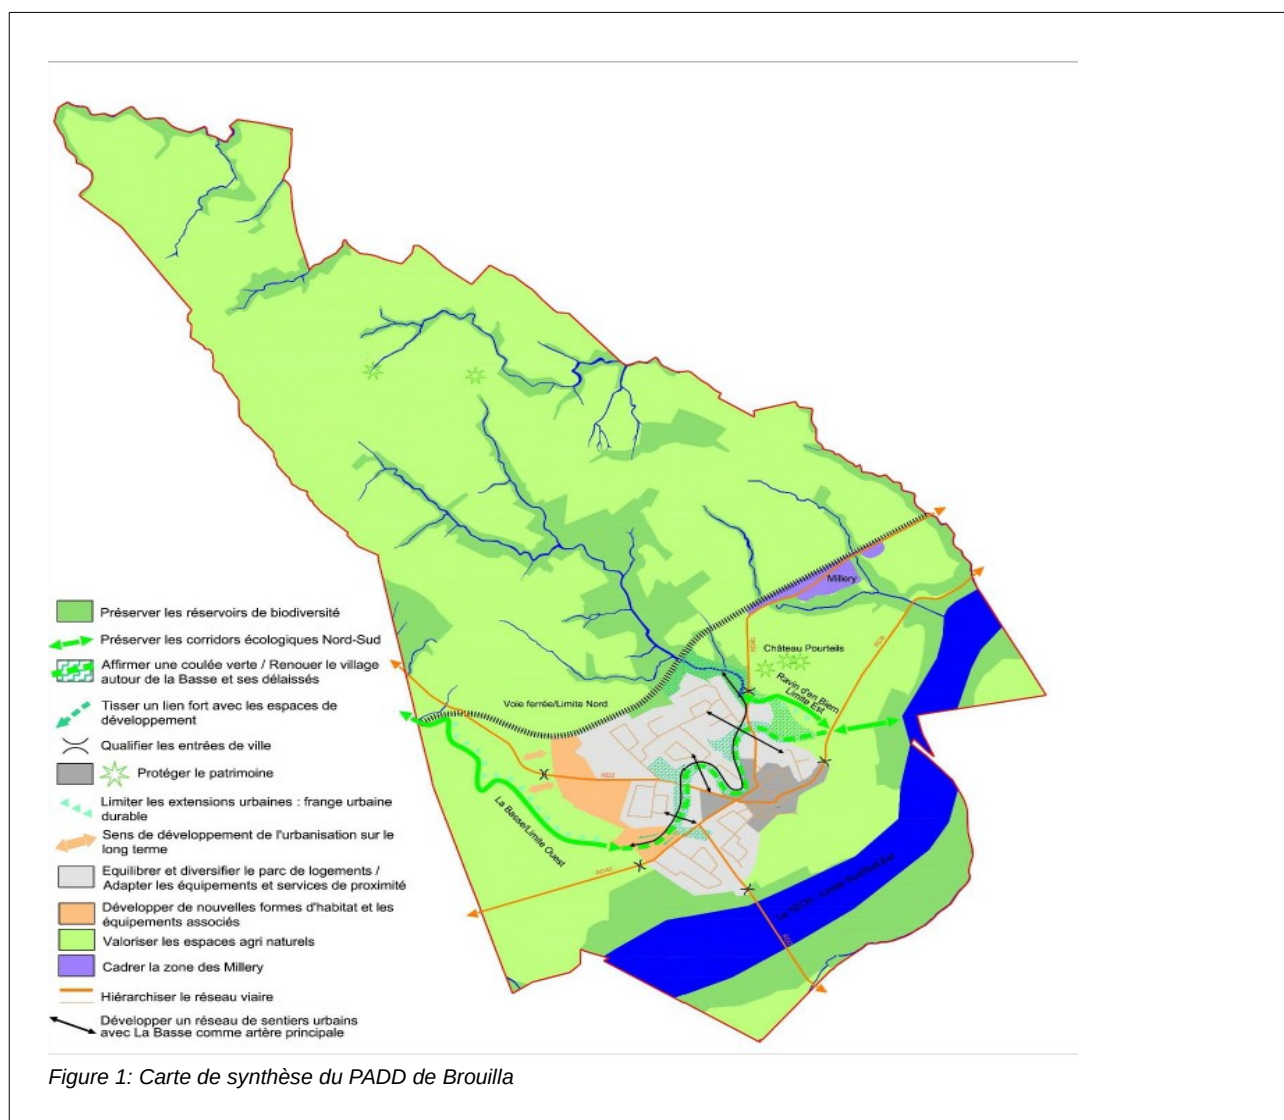 Millery
RD80
RD8
Château Pourteils
Ravin d'en Biern
Limite Est
Voie ferrée/Limite Nord
RD2
La Basse/Limite Ouest
RD40
Préserver les réservoirs de biodiversité
Préserver les corridors écologiques Nord-Sud
Affirmer une coulée verte / Renouer le village
autour de la Basse et ses délaissés
Tisser un lien fort avec les espaces de
développement
Qualifier les entrées de ville
Protéger le patrimoine
Limiter les extensions urbaines : frange urbaine
durable
Sens de développement de l'urbanisation sur le
long terme
Equilibrer et diversifier le parc de logements /
Adapter les équipements et services de proximité
Développer de nouvelles formes d'habitat et les
équipements associés
Valoriser les espaces agri naturels
Cadrer la zone des Millery
Hiérarchiser le réseau viaire
Développer un réseau de sentiers urbains
avec La Basse comme artère principale
Figure 1: Carte de synthèse du PADD de Brouilla